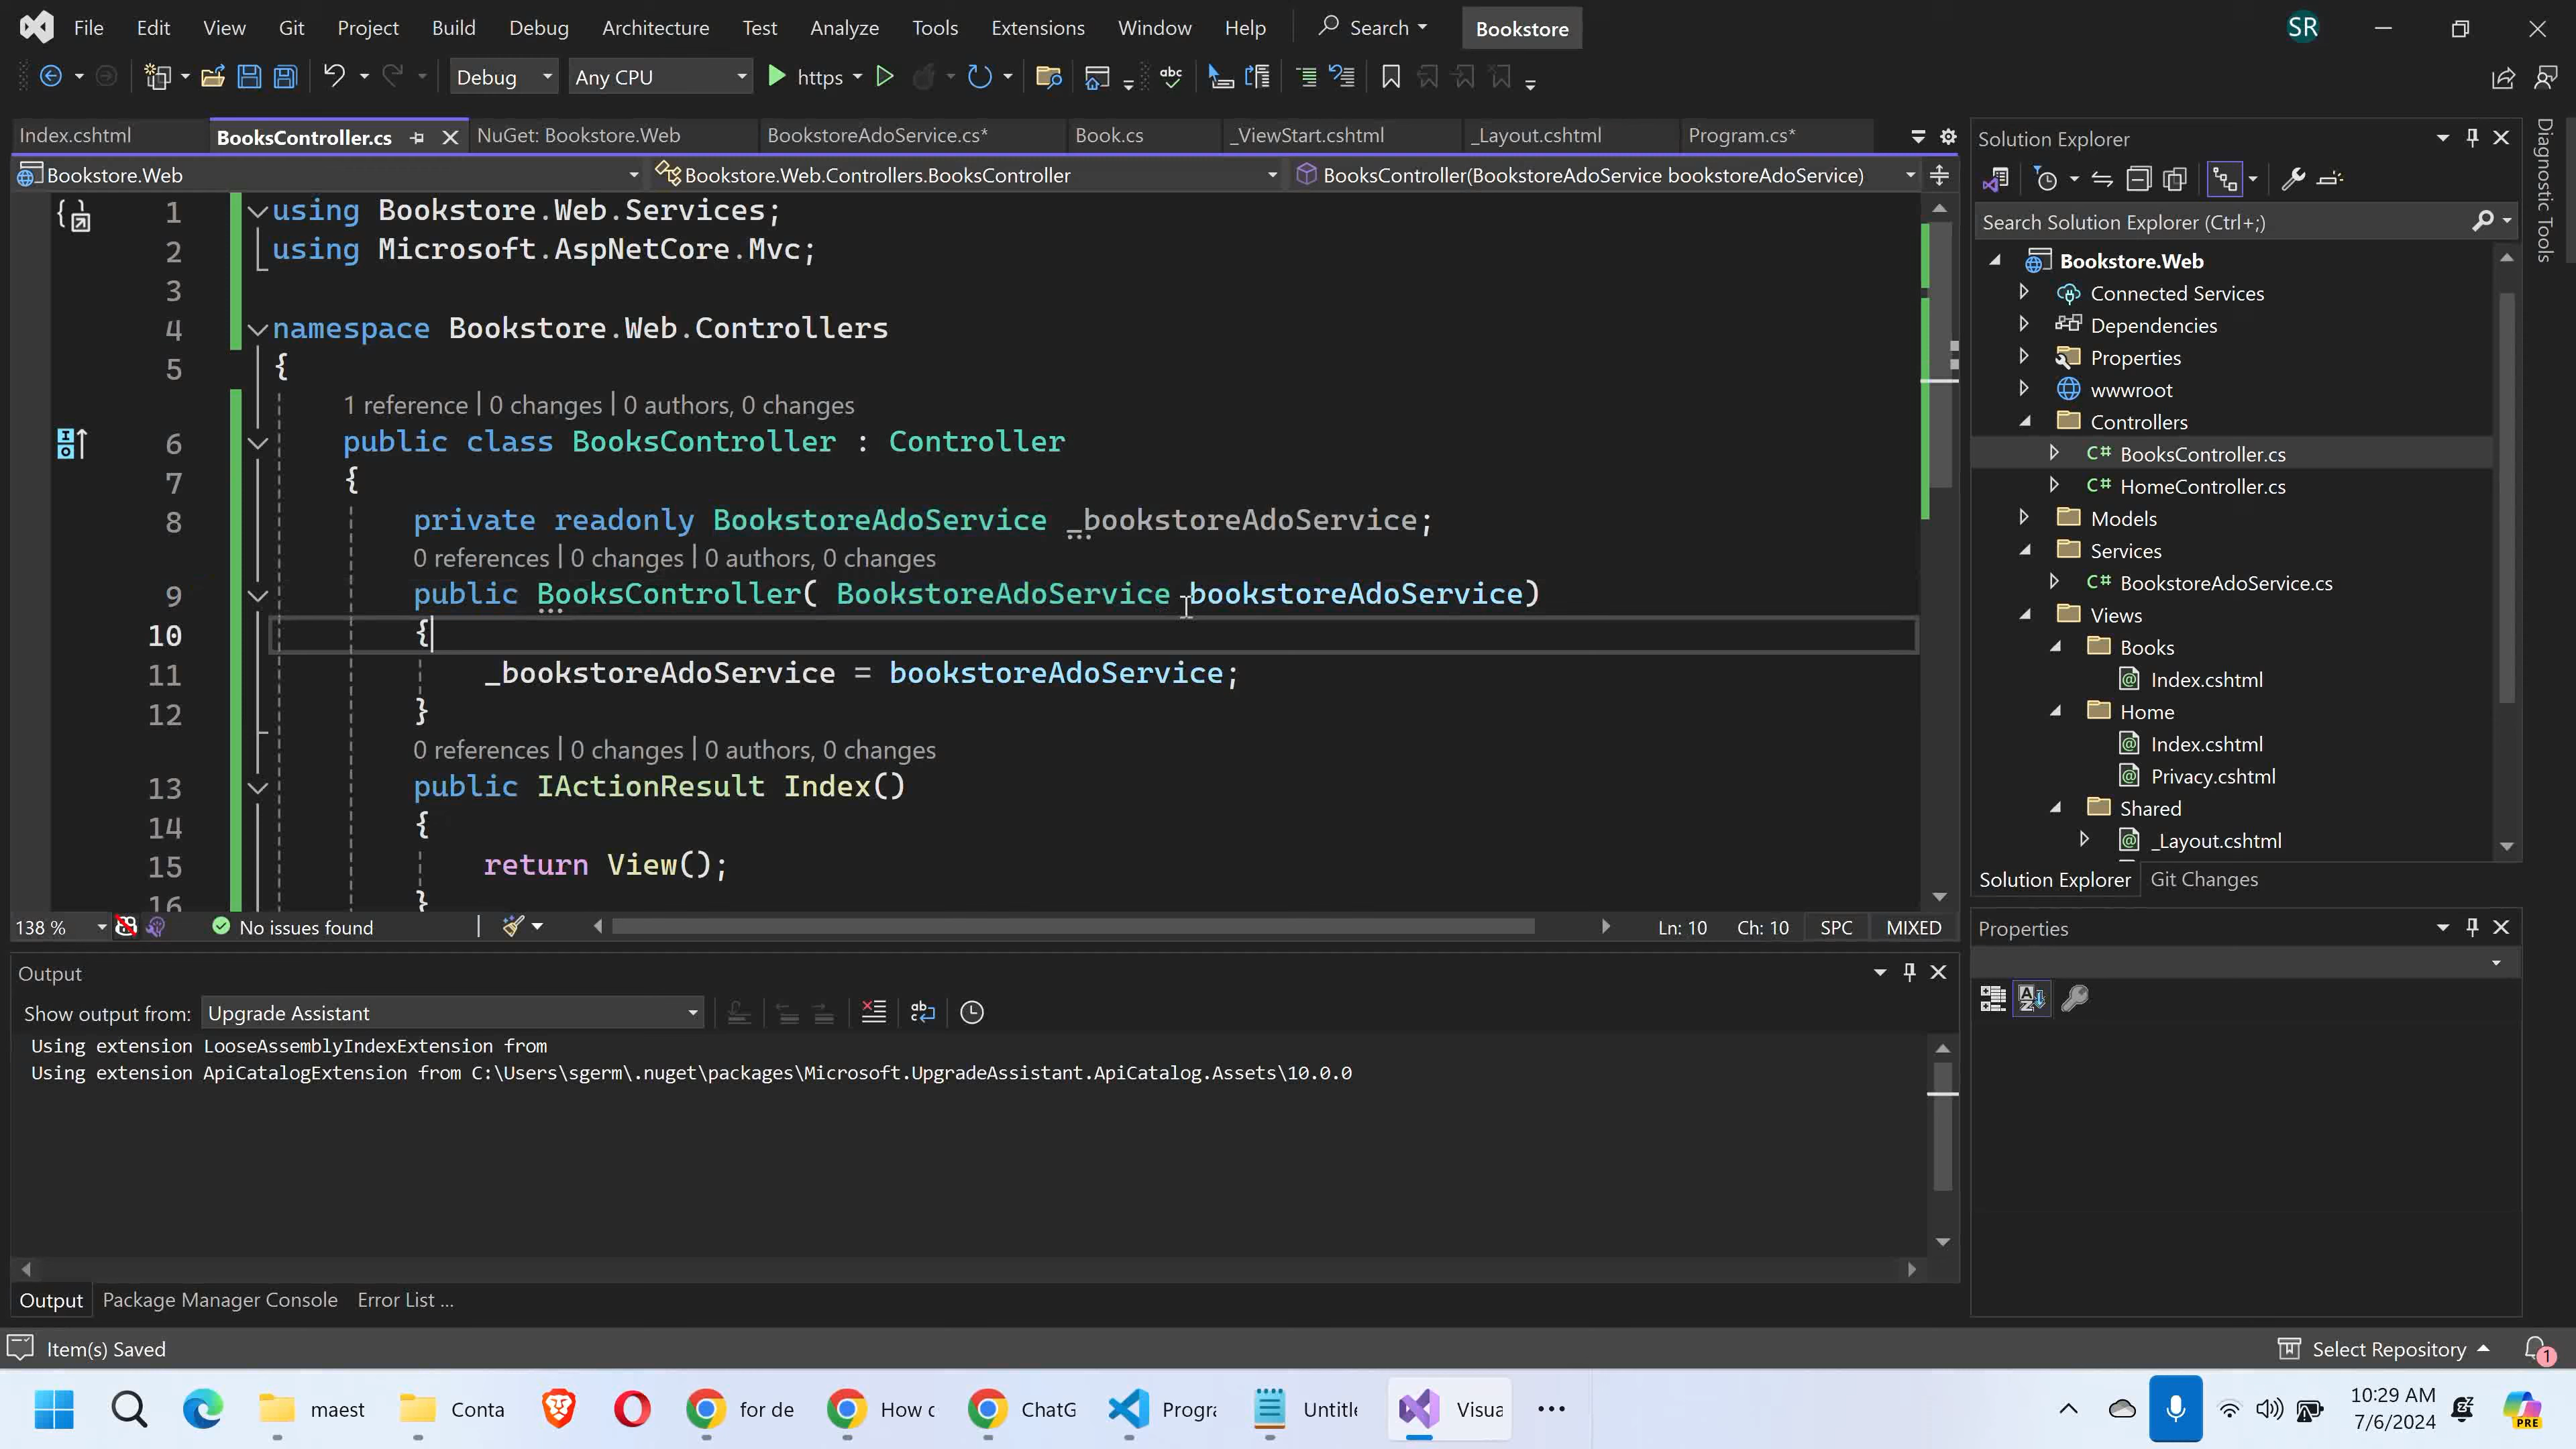 File Edit View Git Project Build Debug Architecture Test Analyze Tools Extensions Window Help Search Bookstore SR
Debug Any CPU https
Index.cshtml BooksController.cs NuGet: Bookstore.Web BookstoreAdoService.cs* Book.cs _ViewStart.cshtml _Layout.cshtml Program.cs*
Bookstore.Web Bookstore.Web.Controllers.BooksController BooksController(BookstoreAdoService bookstoreAdoService)
1 using Bookstore.Web.Services;
2 using Microsoft.AspNetCore.Mvc;
3
4 namespace Bookstore.Web.Controllers
5 {
1 reference | 0 changes | 0 authors, 0 changes
6 public class BooksController : Controller
7 {
8 private readonly BookstoreAdoService _bookstoreAdoService;
0 references | 0 changes | 0 authors, 0 changes
9 public BooksController( BookstoreAdoService bookstoreAdoService)
10 {
11 _bookstoreAdoService = bookstoreAdoService;
12 }
0 references | 0 changes | 0 authors, 0 changes
13 public IActionResult Index()
14 {
15 return View();
16 }
138 % No issues found Ln: 10 Ch: 10 SPC MIXED
Output
Show output from: Upgrade Assistant
Using extension LooseAssemblyIndexExtension from
Using extension ApiCatalogExtension from C:\Users\sgerm\.nuget\packages\Microsoft.UpgradeAssistant.ApiCatalog.Assets\10.0.0
Output Package Manager Console Error List ...
Solution Explorer
Search Solution Explorer (Ctrl+;)
Bookstore.Web
Connected Services
Dependencies
Properties
wwwroot
Controllers
C# BooksController.cs
C# HomeController.cs
Models
Services
C# BookstoreAdoService.cs
Views
Books
Index.cshtml
Home
Index.cshtml
Privacy.cshtml
Shared
_Layout.cshtml
Solution Explorer Git Changes
Properties
Diagnostic Tools
Item(s) Saved Select Repository 1
maest Conta for de How c ChatG Progra Untitle Visua
10:29 AM
7/6/2024
PRE